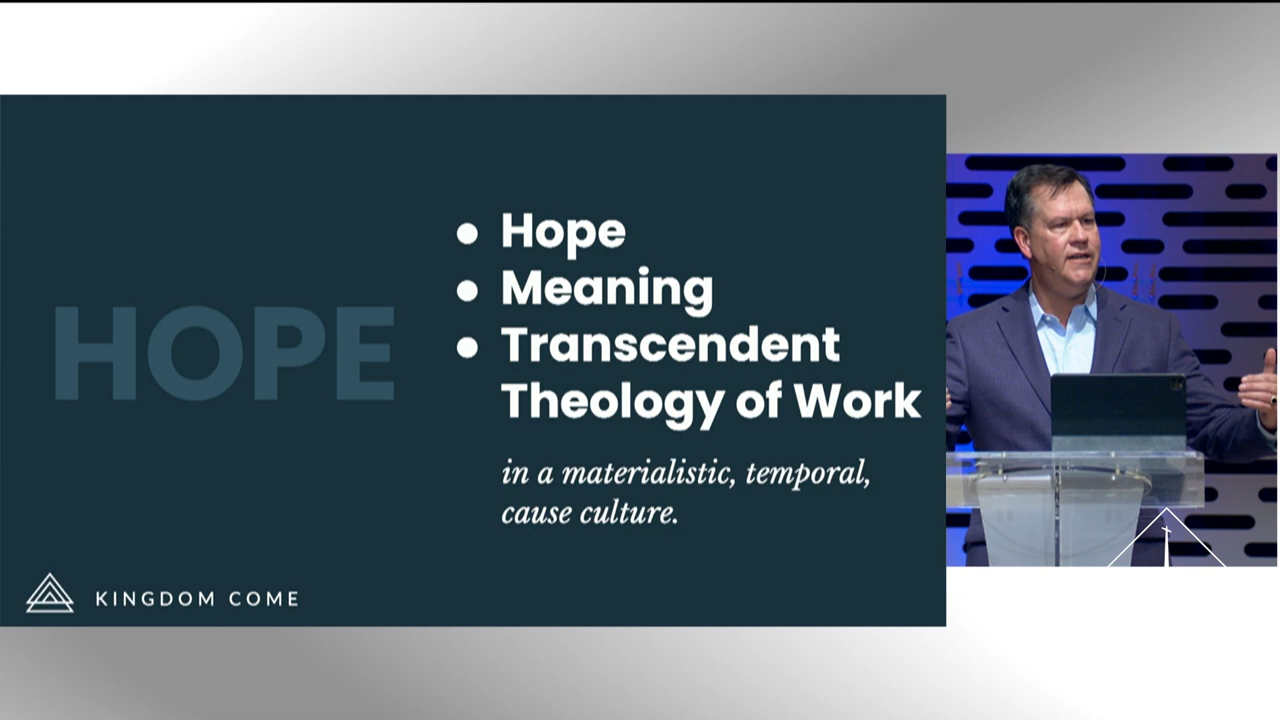 HOPE
● Hope
● Meaning
● Transcendent
Theology of Work
in a materialistic, temporal,
cause culture.
KINGDOM COME